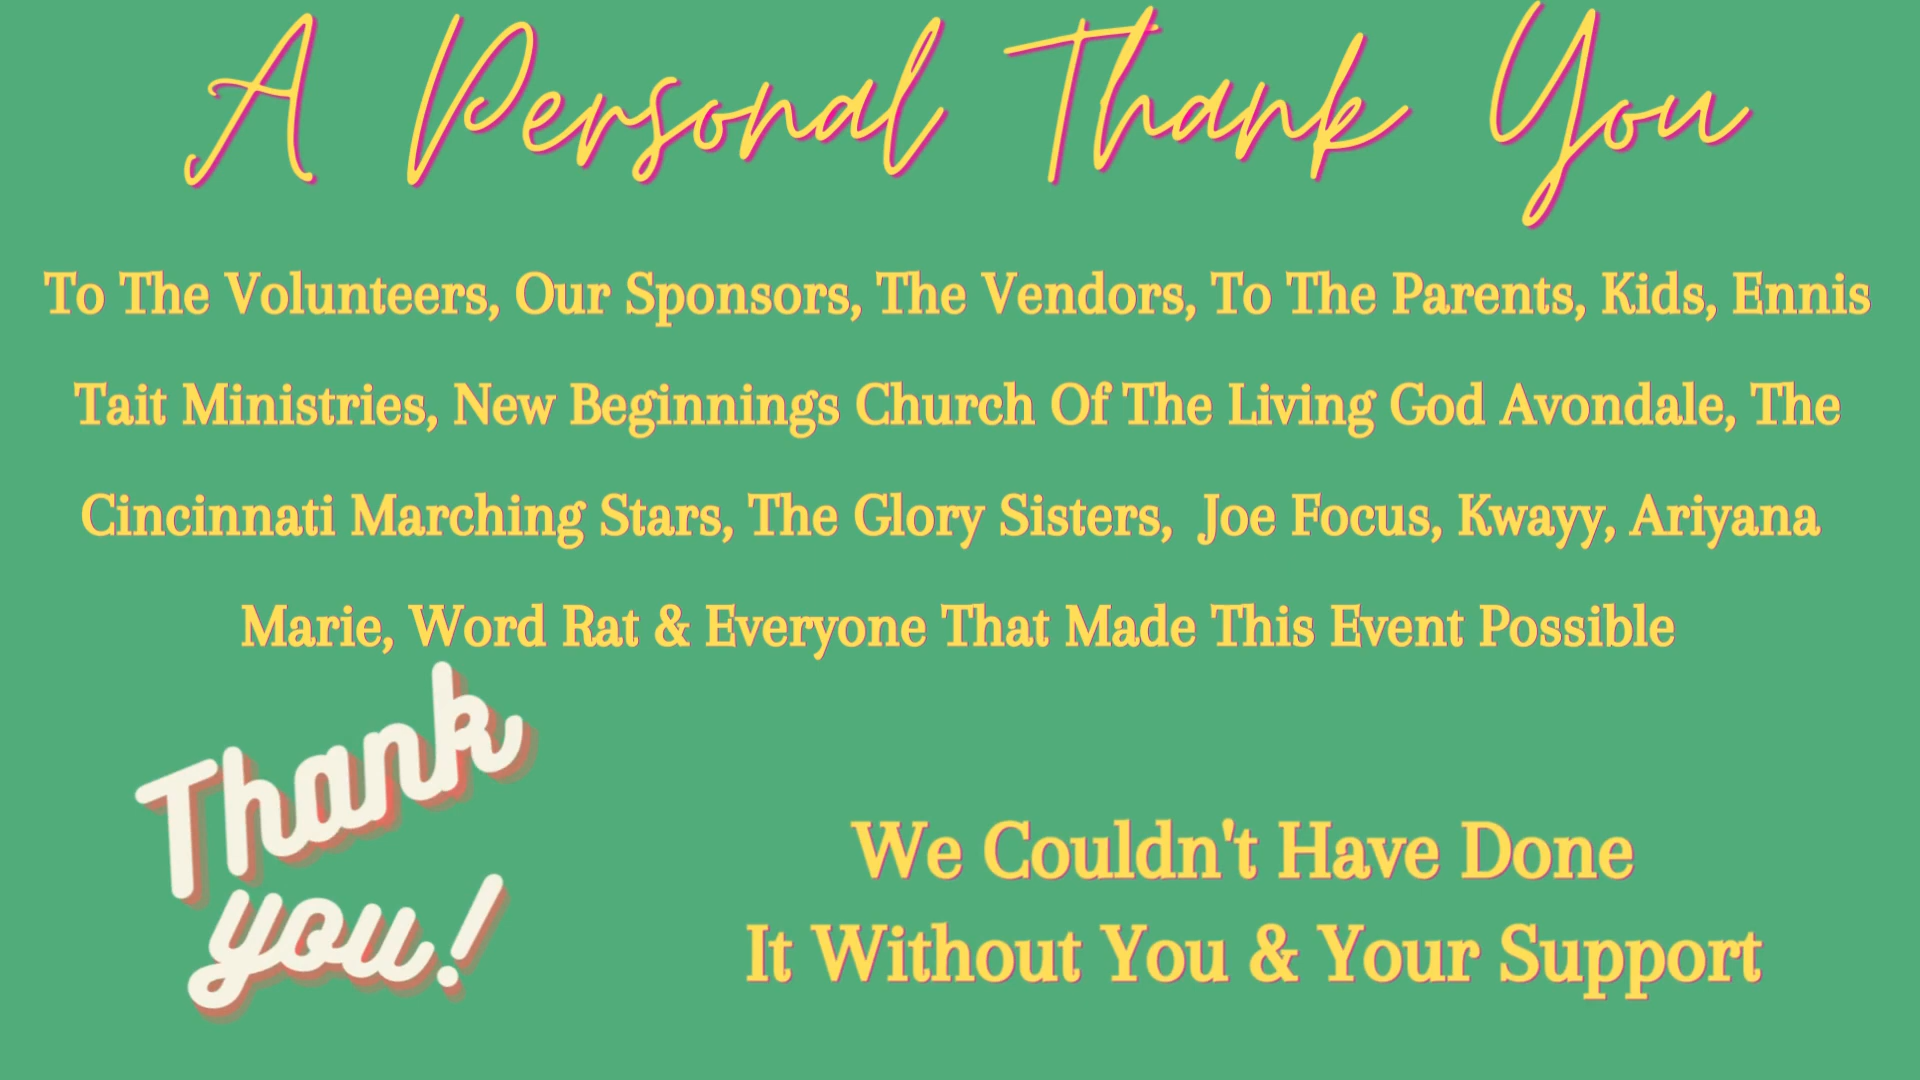 A Personal Thank You
To The Volunteers, Our Sponsors, The Vendors, To The Parents, Kids, Ennis
Tait Ministries, New Beginnings Church Of The Living God Avondale, The
Cincinnati Marching Stars, The Glory Sisters, Joe Focus, Kwayy, Ariyana
Marie, Word Rat & Everyone That Made This Event Possible
Thank
you!
We Couldn't Have Done
It Without You & Your Support